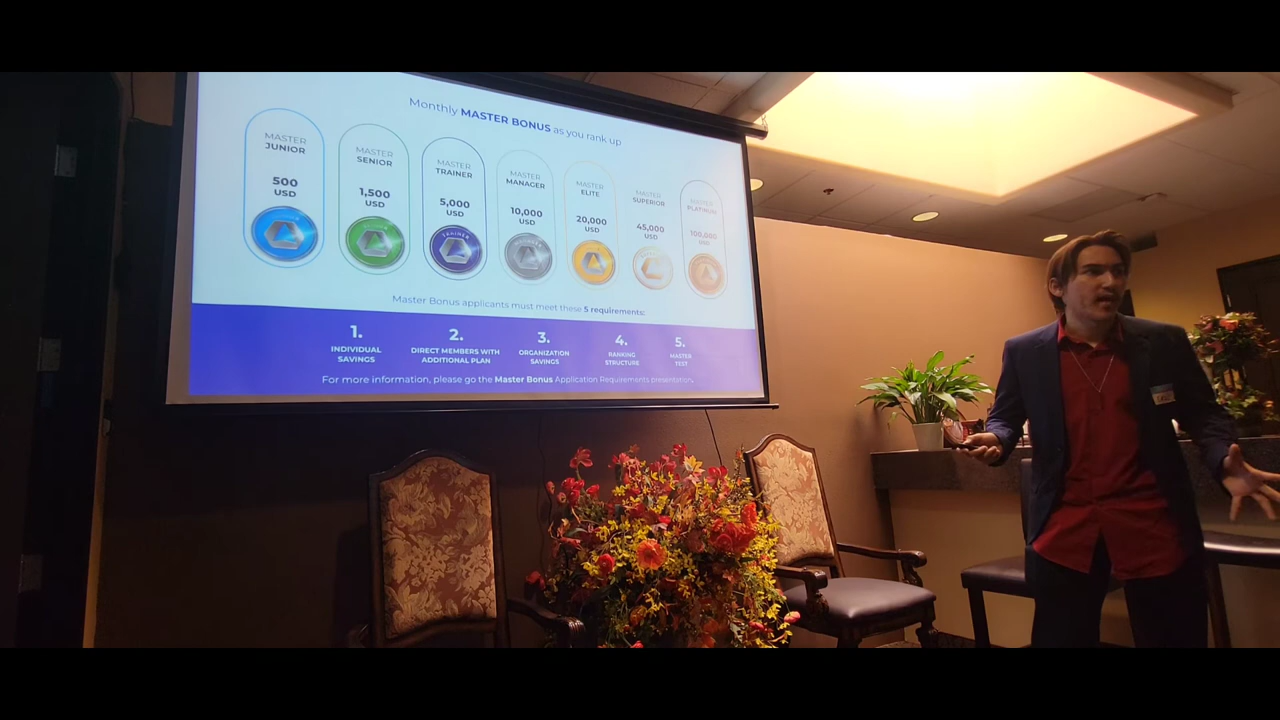 Monthly MASTER BONUS as you rank up
MASTER
JUNIOR
500
USD
MASTER
SENIOR
1,500
USD
MASTER
TRAINER
5,000
USD
TRAINER
MASTER
MANAGER
10,000
USD
MASTER
ELITE
20,000
USD
MASTER
SUPERIOR
45,000
USD
MASTER
PLATINUM
100,000
USD
Master Bonus applicants must meet these 5 requirements:
1.
INDIVIDUAL
SAVINGS
2.
DIRECT MEMBERS WITH
ADDITIONAL PLAN
3.
ORGANIZATION
SAVINGS
4.
RANKING
STRUCTURE
5.
MASTER
TEST
For more information, please go the Master Bonus Application Requirements presentation.